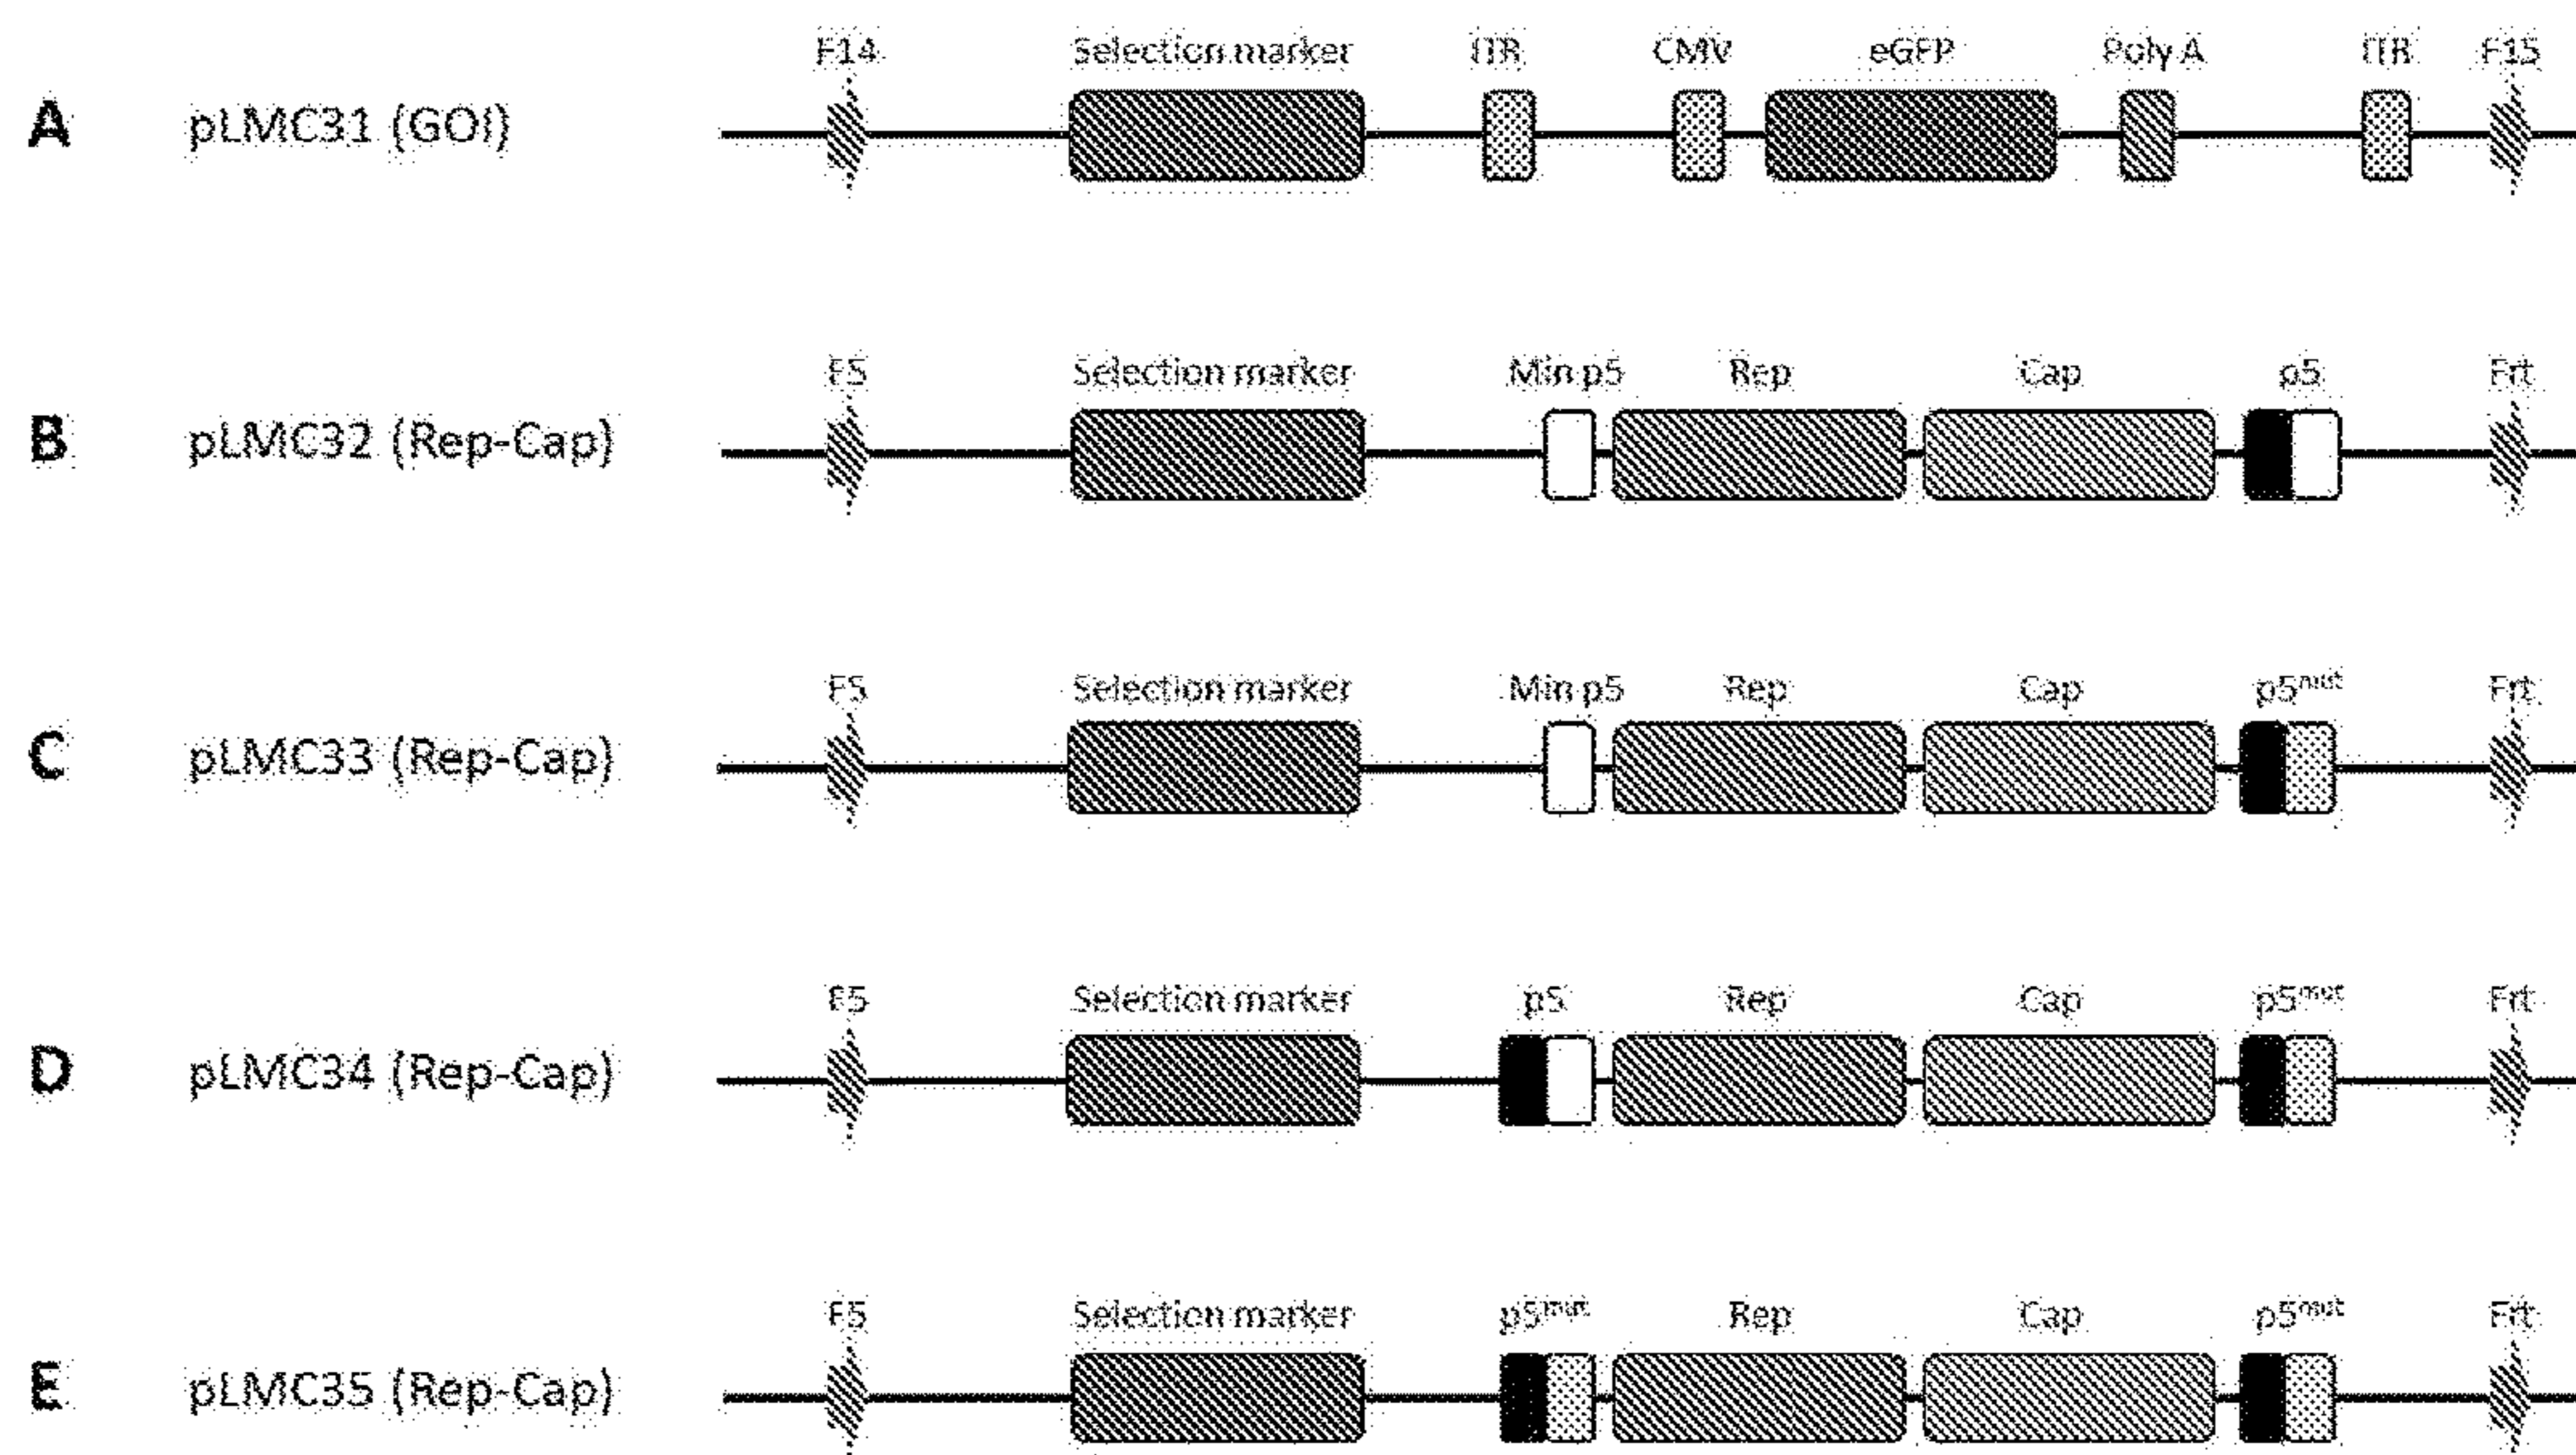 F14 Selection marker ITR CMV eGFP Poly A ITR F15
A pLMC31 (GOI)
F5 Selection marker Min p5 Rep Cap p5 Frt
B pLMC32 (Rep-Cap)
F5 Selection marker Min p5 Rep Cap p5mut Frt
C pLMC33 (Rep-Cap)
F5 Selection marker p5 Rep Cap p5mut Frt
D pLMC34 (Rep-Cap)
F5 Selection marker p5mut Rep Cap p5mut Frt
E pLMC35 (Rep-Cap)